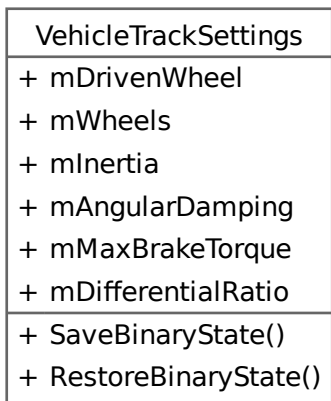 VehicleTrackSettings
+ mDrivenWheel
+ mWheels
+ mInertia
+ mAngularDamping
+ mMaxBrakeTorque
+ mDifferentialRatio
+ SaveBinaryState()
+ RestoreBinaryState()